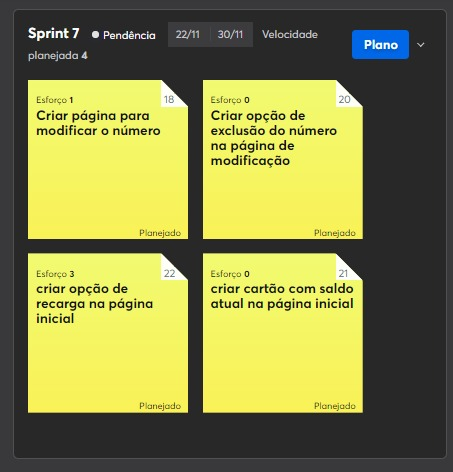 Sprint 7 Pendência 22/11 30/11 Velocidade
planejada 4
Plano
Esforço 1 18
Criar página para
modificar o número
Planejado
Esforço 0 20
Criar opção de
exclusão do número
na página de
modificação
Planejado
Esforço 3 22
criar opção de
recarga na página
inicial
Planejado
Esforço 0 21
criar cartão com saldo
atual na página inicial
Planejado